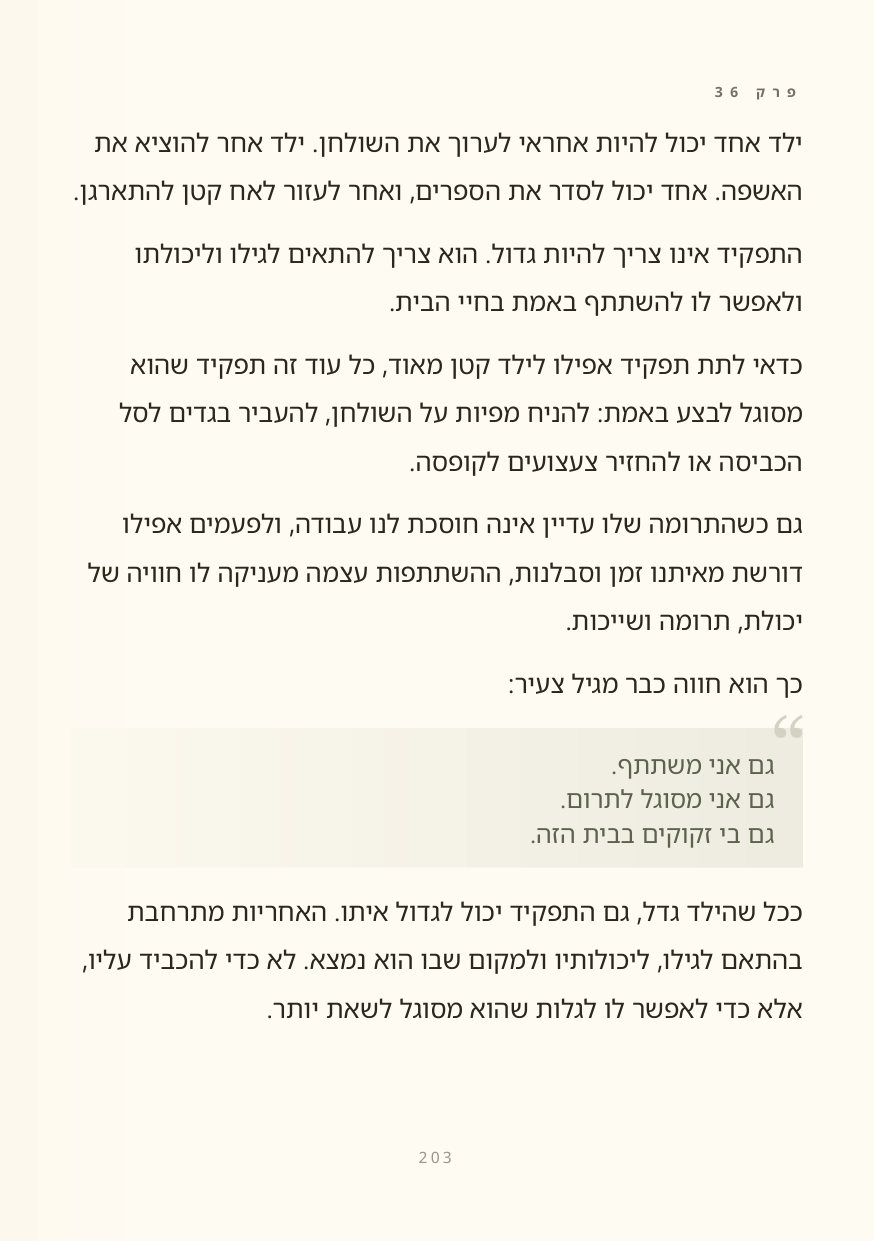 פרק 36
ילד אחד יכול להיות אחראי לערוך את השולחן. ילד אחר להוציא את
האשפה. אחד יכול לסדר את הספרים, ואחר לעזור לאח קטן להתארגן.
התפקיד אינו צריך להיות גדול. הוא צריך להתאים לגילו וליכולתו
ולאפשר לו להשתתף באמת בחיי הבית.
כדאי לתת תפקיד אפילו לילד קטן מאוד, כל עוד זה תפקיד שהוא
מסוגל לבצע באמת: להניח מפיות על השולחן, להעביר בגדים לסל
הכביסה או להחזיר צעצועים לקופסה.
גם כשהתרומה שלו עדיין אינה חוסכת לנו עבודה, ולפעמים אפילו
דורשת מאיתנו זמן וסבלנות, ההשתתפות עצמה מעניקה לו חוויה של
יכולת, תרומה ושייכות.
כך הוא חווה כבר מגיל צעיר:
“
גם אני משתתף.
גם אני מסוגל לתרום.
גם בי זקוקים בבית הזה.
ככל שהילד גדל, גם התפקיד יכול לגדול איתו. האחריות מתרחבת
בהתאם לגילו, ליכולותיו ולמקום שבו הוא נמצא. לא כדי להכביד עליו,
אלא כדי לאפשר לו לגלות שהוא מסוגל לשאת יותר.
203